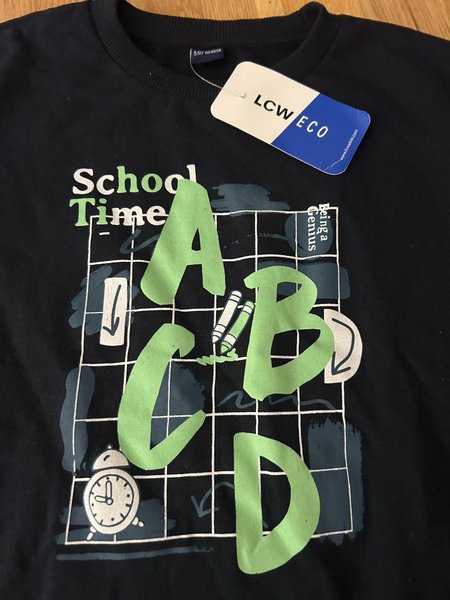 LCW ECO
School
Time
Being a
Genius
A
B
C
D